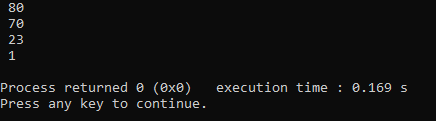 80
70
23
1
Process returned 0 (0x0)   execution time : 0.169 s
Press any key to continue.